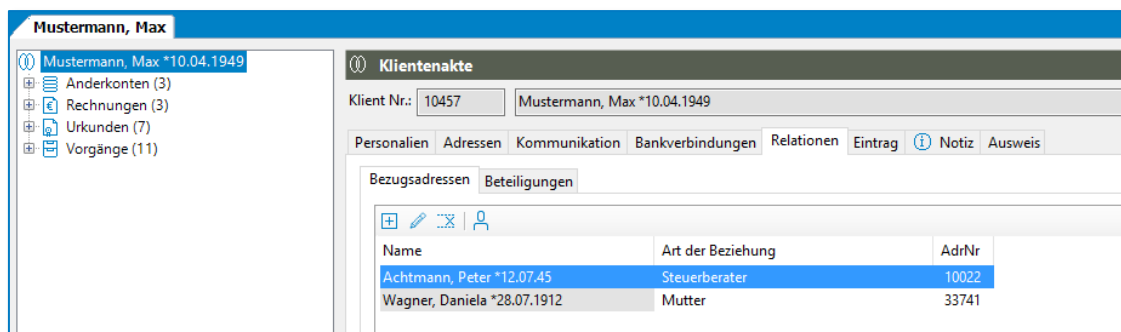 Mustermann, Max
Mustermann, Max *10.04.1949
Anderkonten (3)
Rechnungen (3)
Urkunden (7)
Vorgänge (11)
Klientenakte
Klient Nr.: 10457 Mustermann, Max *10.04.1949
Personalien Adressen Kommunikation Bankverbindungen Relationen Eintrag Notiz Ausweis
Bezugsadressen Beteiligungen
Name Art der Beziehung AdrNr
Achtmann, Peter *12.07.45 Steuerberater 10022
Wagner, Daniela *28.07.1912 Mutter 33741